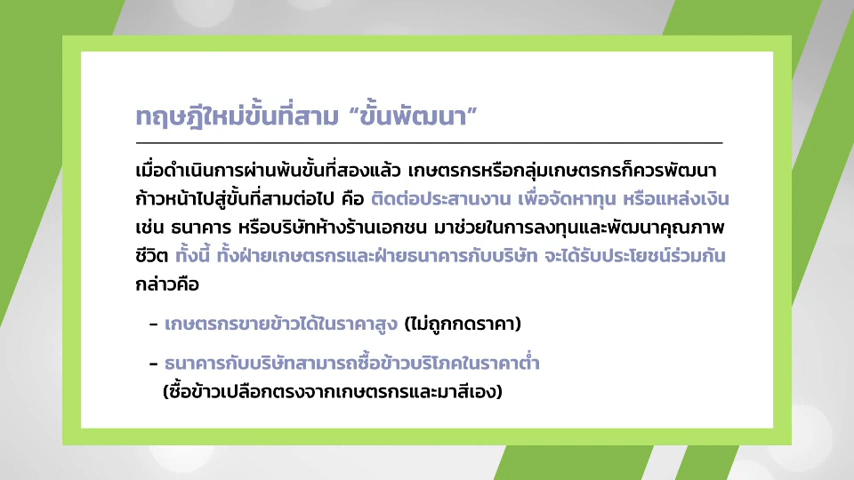 ทฤษฎีใหม่ขั้นที่สาม “ขั้นพัฒนา”
เมื่อดำเนินการผ่านพ้นขั้นที่สองแล้ว เกษตรกรหรือกลุ่มเกษตรกรก็ควรพัฒนา
ก้าวหน้าไปสู่ขั้นที่สามต่อไป คือ ติดต่อประสานงาน เพื่อจัดหาทุน หรือแหล่งเงิน
เช่น ธนาคาร หรือบริษัทห้างร้านเอกชน มาช่วยในการลงทุนและพัฒนาคุณภาพ
ชีวิต ทั้งนี้ ทั้งฝ่ายเกษตรกรและฝ่ายธนาคารกับบริษัท จะได้รับประโยชน์ร่วมกัน
กล่าวคือ
- เกษตรกรขายข้าวได้ในราคาสูง (ไม่ถูกกดราคา)
- ธนาคารกับบริษัทสามารถซื้อข้าวบริโภคในราคาต่ำ
(ซื้อข้าวเปลือกตรงจากเกษตรกรและมาสีเอง)